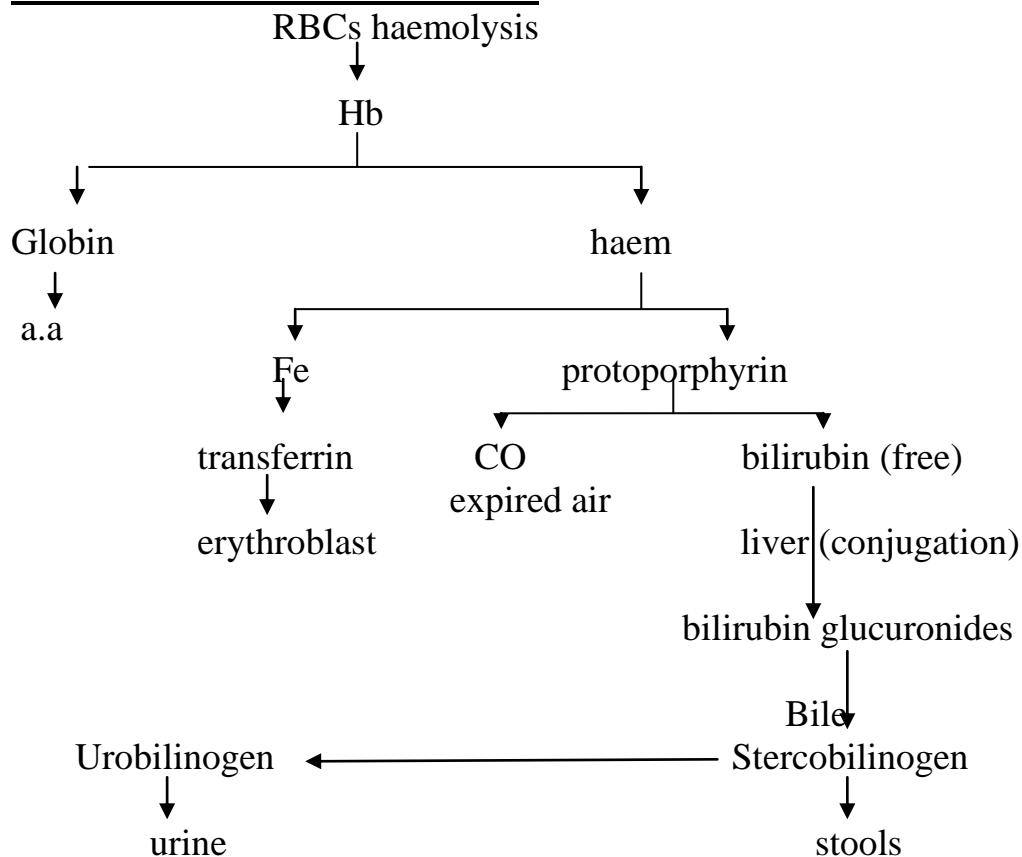 RBCs haemolysis
Hb
Globin haem
a.a
Fe protoporphyrin
transferrin CO bilirubin (free)
expired air
erythroblast liver (conjugation)
bilirubin glucuronides
Bile
Urobilinogen Stercobilinogen
urine stools